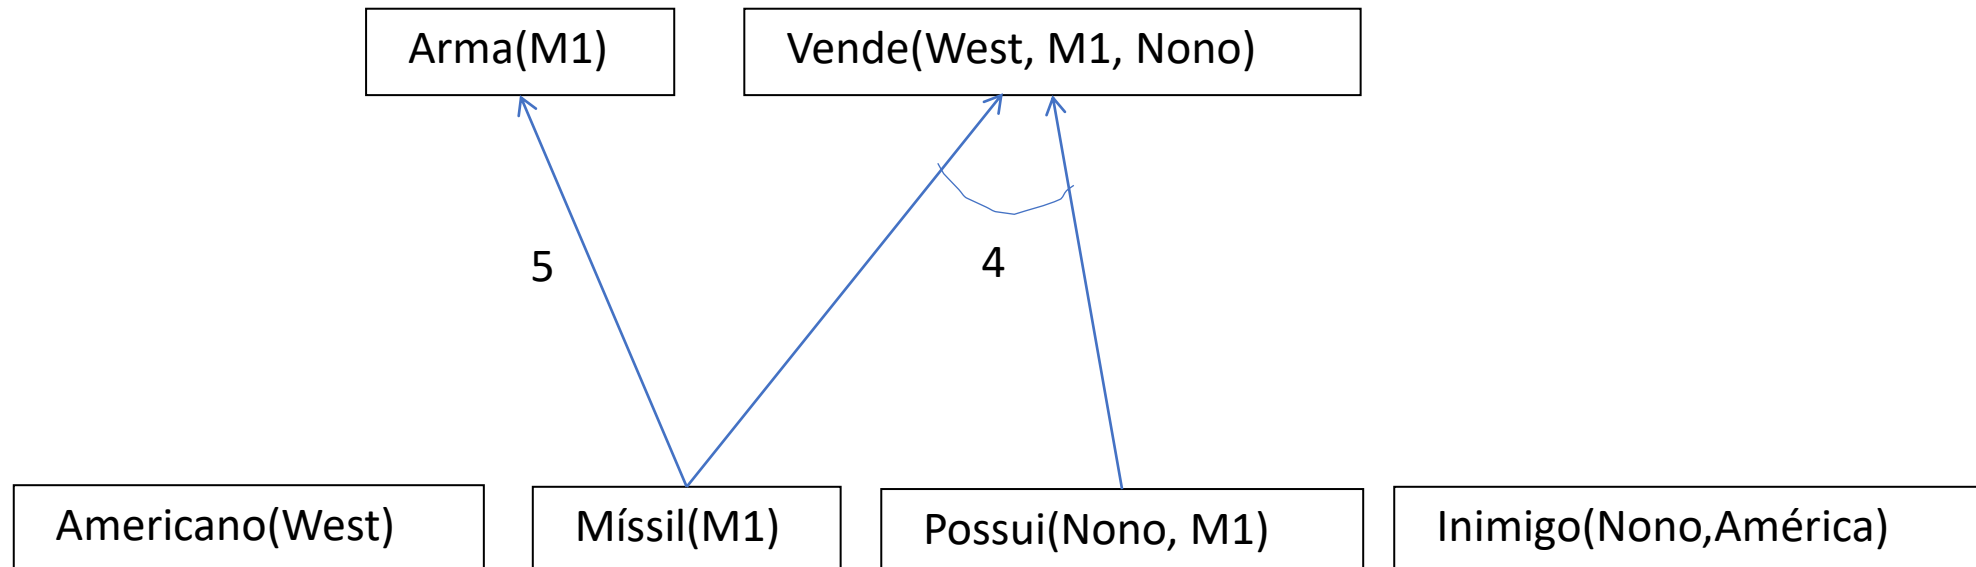 Arma(M1)
Vende(West, M1, Nono)
5
4
Americano(West)
Míssil(M1)
Possui(Nono, M1)
Inimigo(Nono,América)